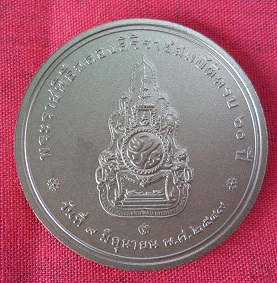 พระราชพิธีฉลองสิริราชสมบัติครบ ๖๐ ปี
วันที่ ๙ มิถุนายน พ.ศ. ๒๕๔๙